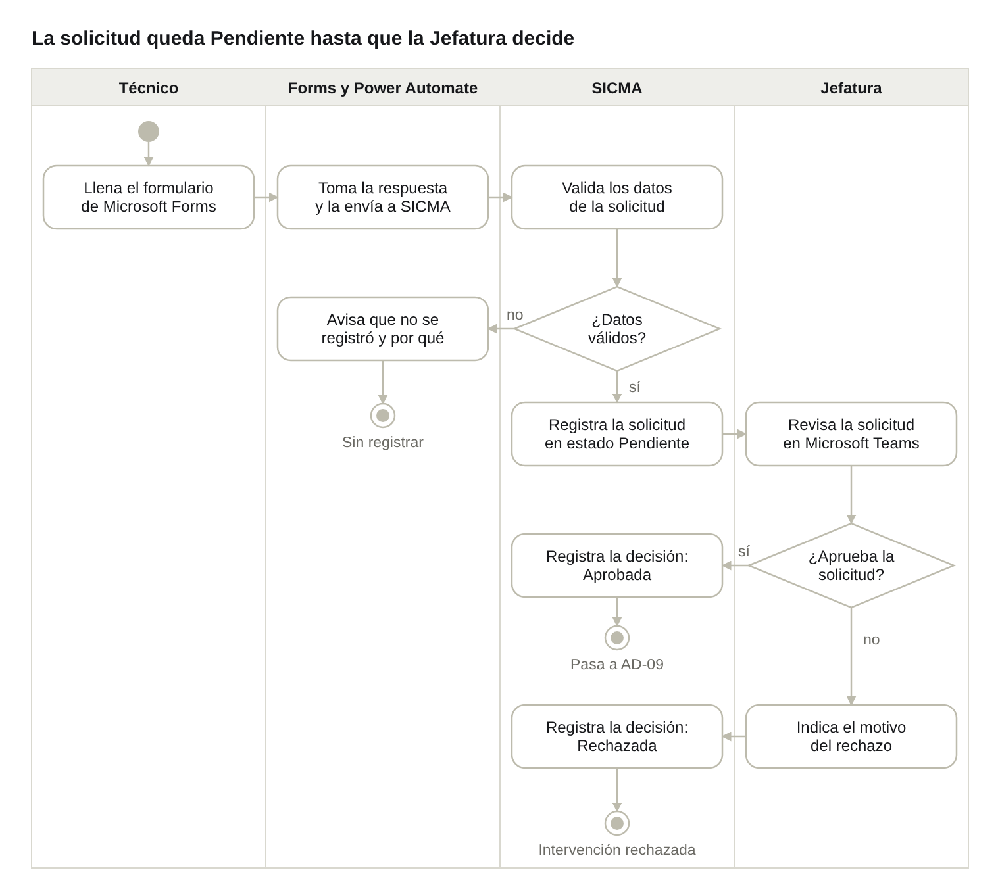 La solicitud queda Pendiente hasta que la Jefatura decide
Técnico
Forms y Power Automate
SICMA
Jefatura
Llena el formulario
de Microsoft Forms
Toma la respuesta
y la envía a SICMA
Valida los datos
de la solicitud
Avisa que no se
registró y por qué
no
¿Datos
válidos?
sí
Sin registrar
Registra la solicitud
en estado Pendiente
Revisa la solicitud
en Microsoft Teams
Registra la decisión:
Aprobada
sí
¿Aprueba la
solicitud?
no
Pasa a AD-09
Registra la decisión:
Rechazada
Indica el motivo
del rechazo
Intervención rechazada